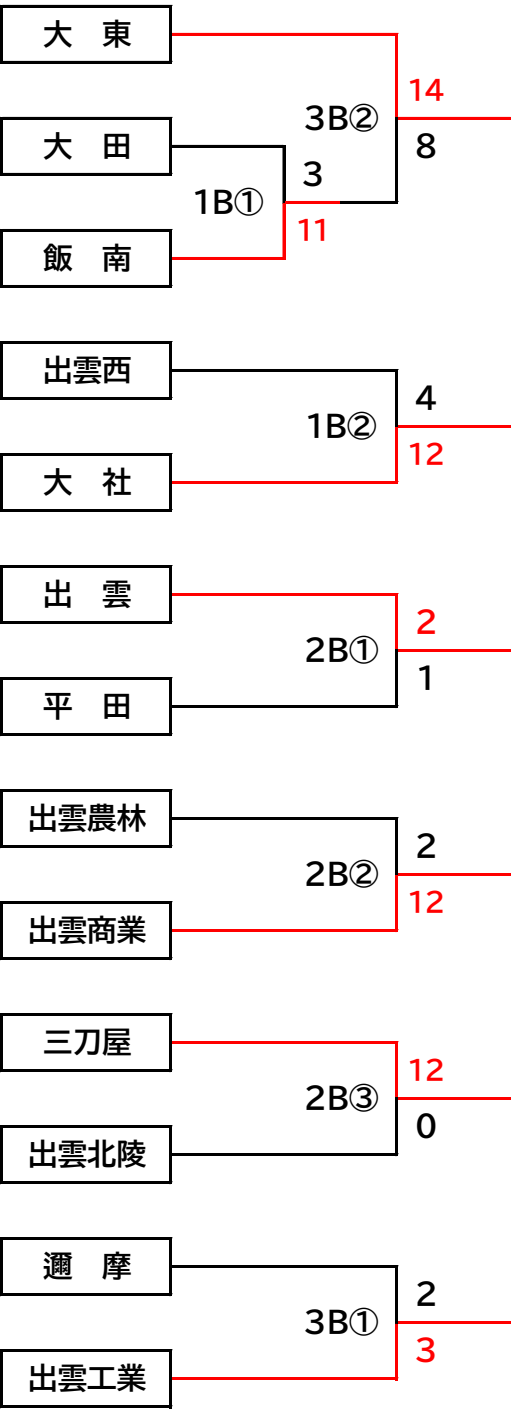 大　東
14
3B②
8
大　田
3
1B①
11
飯　南
出雲西
4
1B②
12
大　社
出　雲
2
2B①
1
平　田
出雲農林
2
2B②
12
出雲商業
三刀屋
12
2B③
0
出雲北陵
邇　摩
2
3B①
3
出雲工業